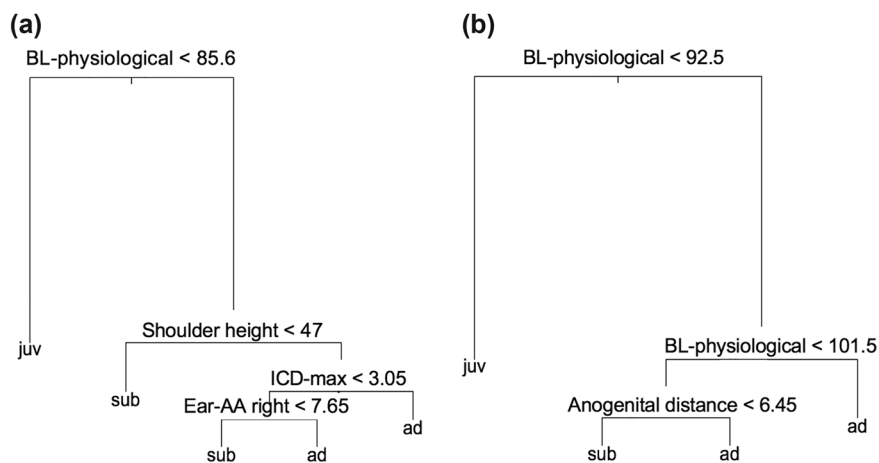 (a)
BL-physiological < 85.6
juv
Shoulder height < 47
sub
ICD-max < 3.05
Ear-AA right < 7.65
ad
sub
ad
(b)
BL-physiological < 92.5
juv
BL-physiological < 101.5
Anogenital distance < 6.45
ad
sub
ad